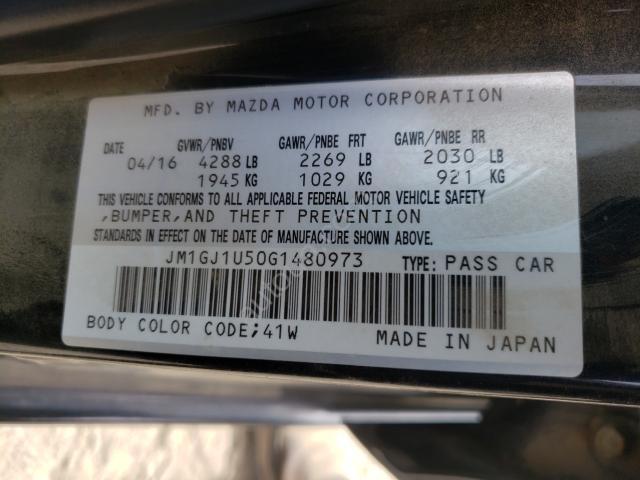 MFD. BY MAZDA MOTOR CORPORATION
DATE GVWR/PNBV GAWR/PNBE FRT GAWR/PNBE RR
04/16 4288 LB 2269 LB 2030 LB
1945 KG 1029 KG 921 KG
THIS VEHICLE CONFORMS TO ALL APPLICABLE FEDERAL MOTOR VEHICLE SAFETY
,BUMPER,AND THEFT PREVENTION
STANDARDS IN EFFECT ON THE DATE OF MANUFACTURE SHOWN ABOVE.
JM1GJ1U50G1480973 TYPE: PASS CAR
BODY COLOR CODE;41W MADE IN JAPAN